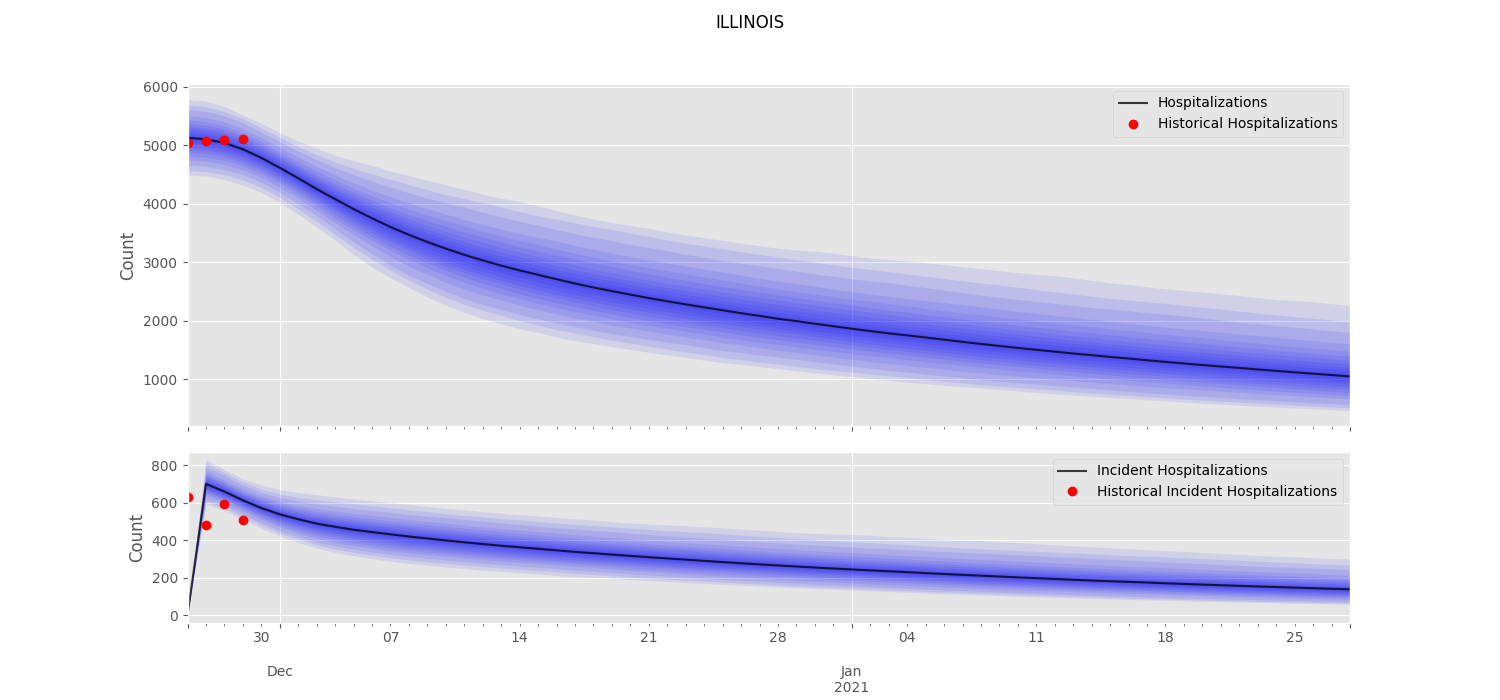 ILLINOIS
6000
5000
4000
3000
2000
1000
Count
Hospitalizations
Historical Hospitalizations
800
600
400
200
0
Count
Incident Hospitalizations
Historical Incident Hospitalizations
30 07 14 21 28 04 11 18 25
Dec Jan
2021